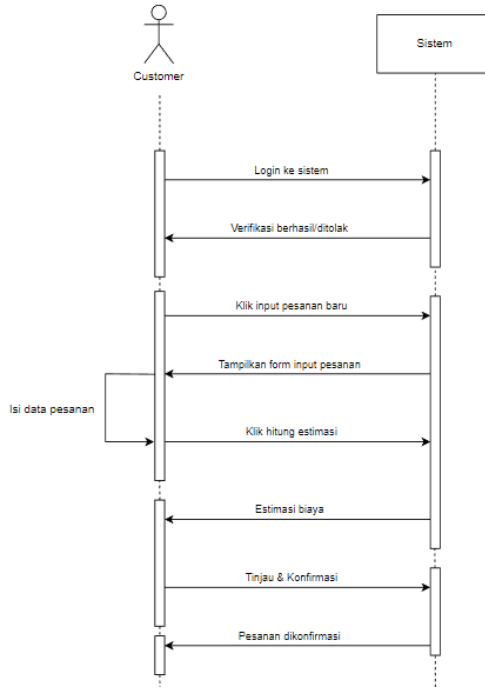 Customer
Sistem
Login ke sistem
Verifikasi berhasil/ditolak
Klik input pesanan baru
Tampilkan form input pesanan
Isi data pesanan
Klik hitung estimasi
Estimasi biaya
Tinjau & Konfirmasi
Pesanan dikonfirmasi